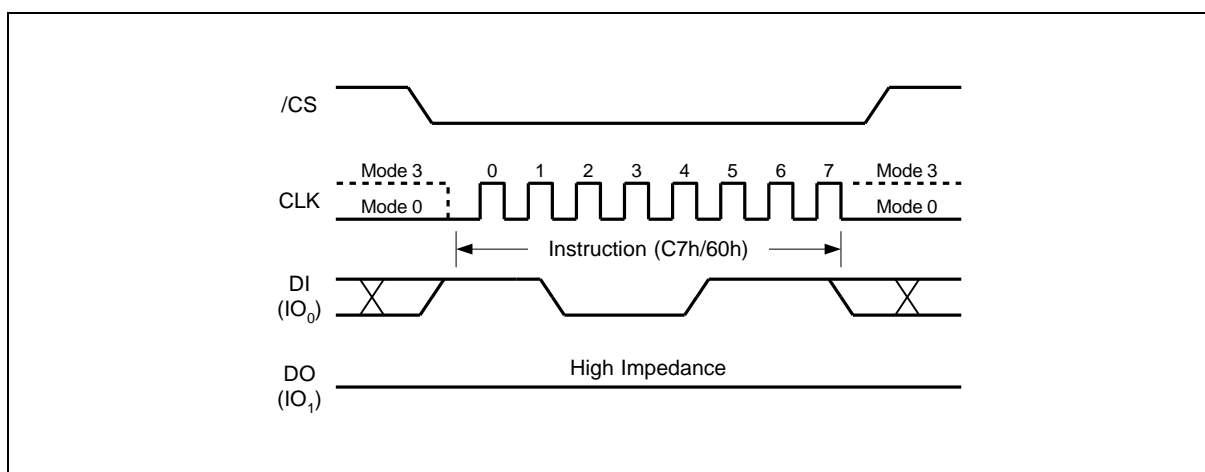 /CS
Mode 3 0 1 2 3 4 5 6 7 Mode 3
CLK
Mode 0 Mode 0
Instruction (C7h/60h)
DI
(IO0)
High Impedance
DO
(IO1)